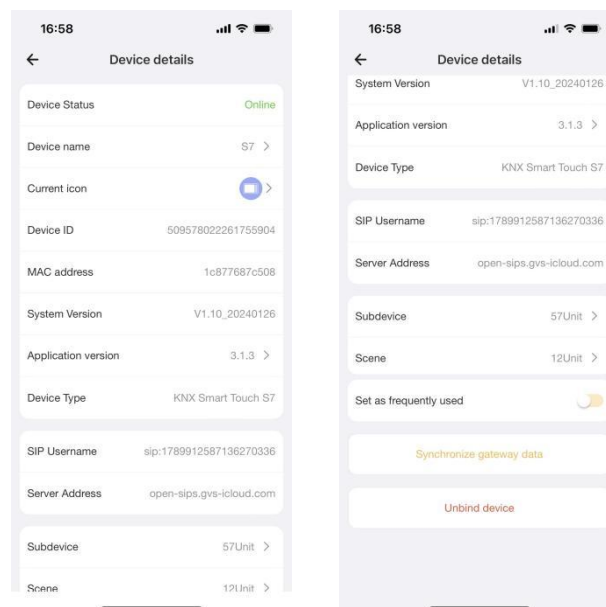 16:58
Device details
Device Status Online
Device name S7
Current icon
Device ID 509578022261755904
MAC address 1c877687c508
System Version V1.10_20240126
Application version 3.1.3
Device Type KNX Smart Touch S7
SIP Username sip:1789912587136270336
Server Address open-sips.gvs-icloud.com
Subdevice 57Unit
Scene 12Unit
16:58
Device details
System Version V1.10_20240126
Application version 3.1.3
Device Type KNX Smart Touch S7
SIP Username sip:1789912587136270336
Server Address open-sips.gvs-icloud.com
Subdevice 57Unit
Scene 12Unit
Set as frequently used
Synchronize gateway data
Unbind device